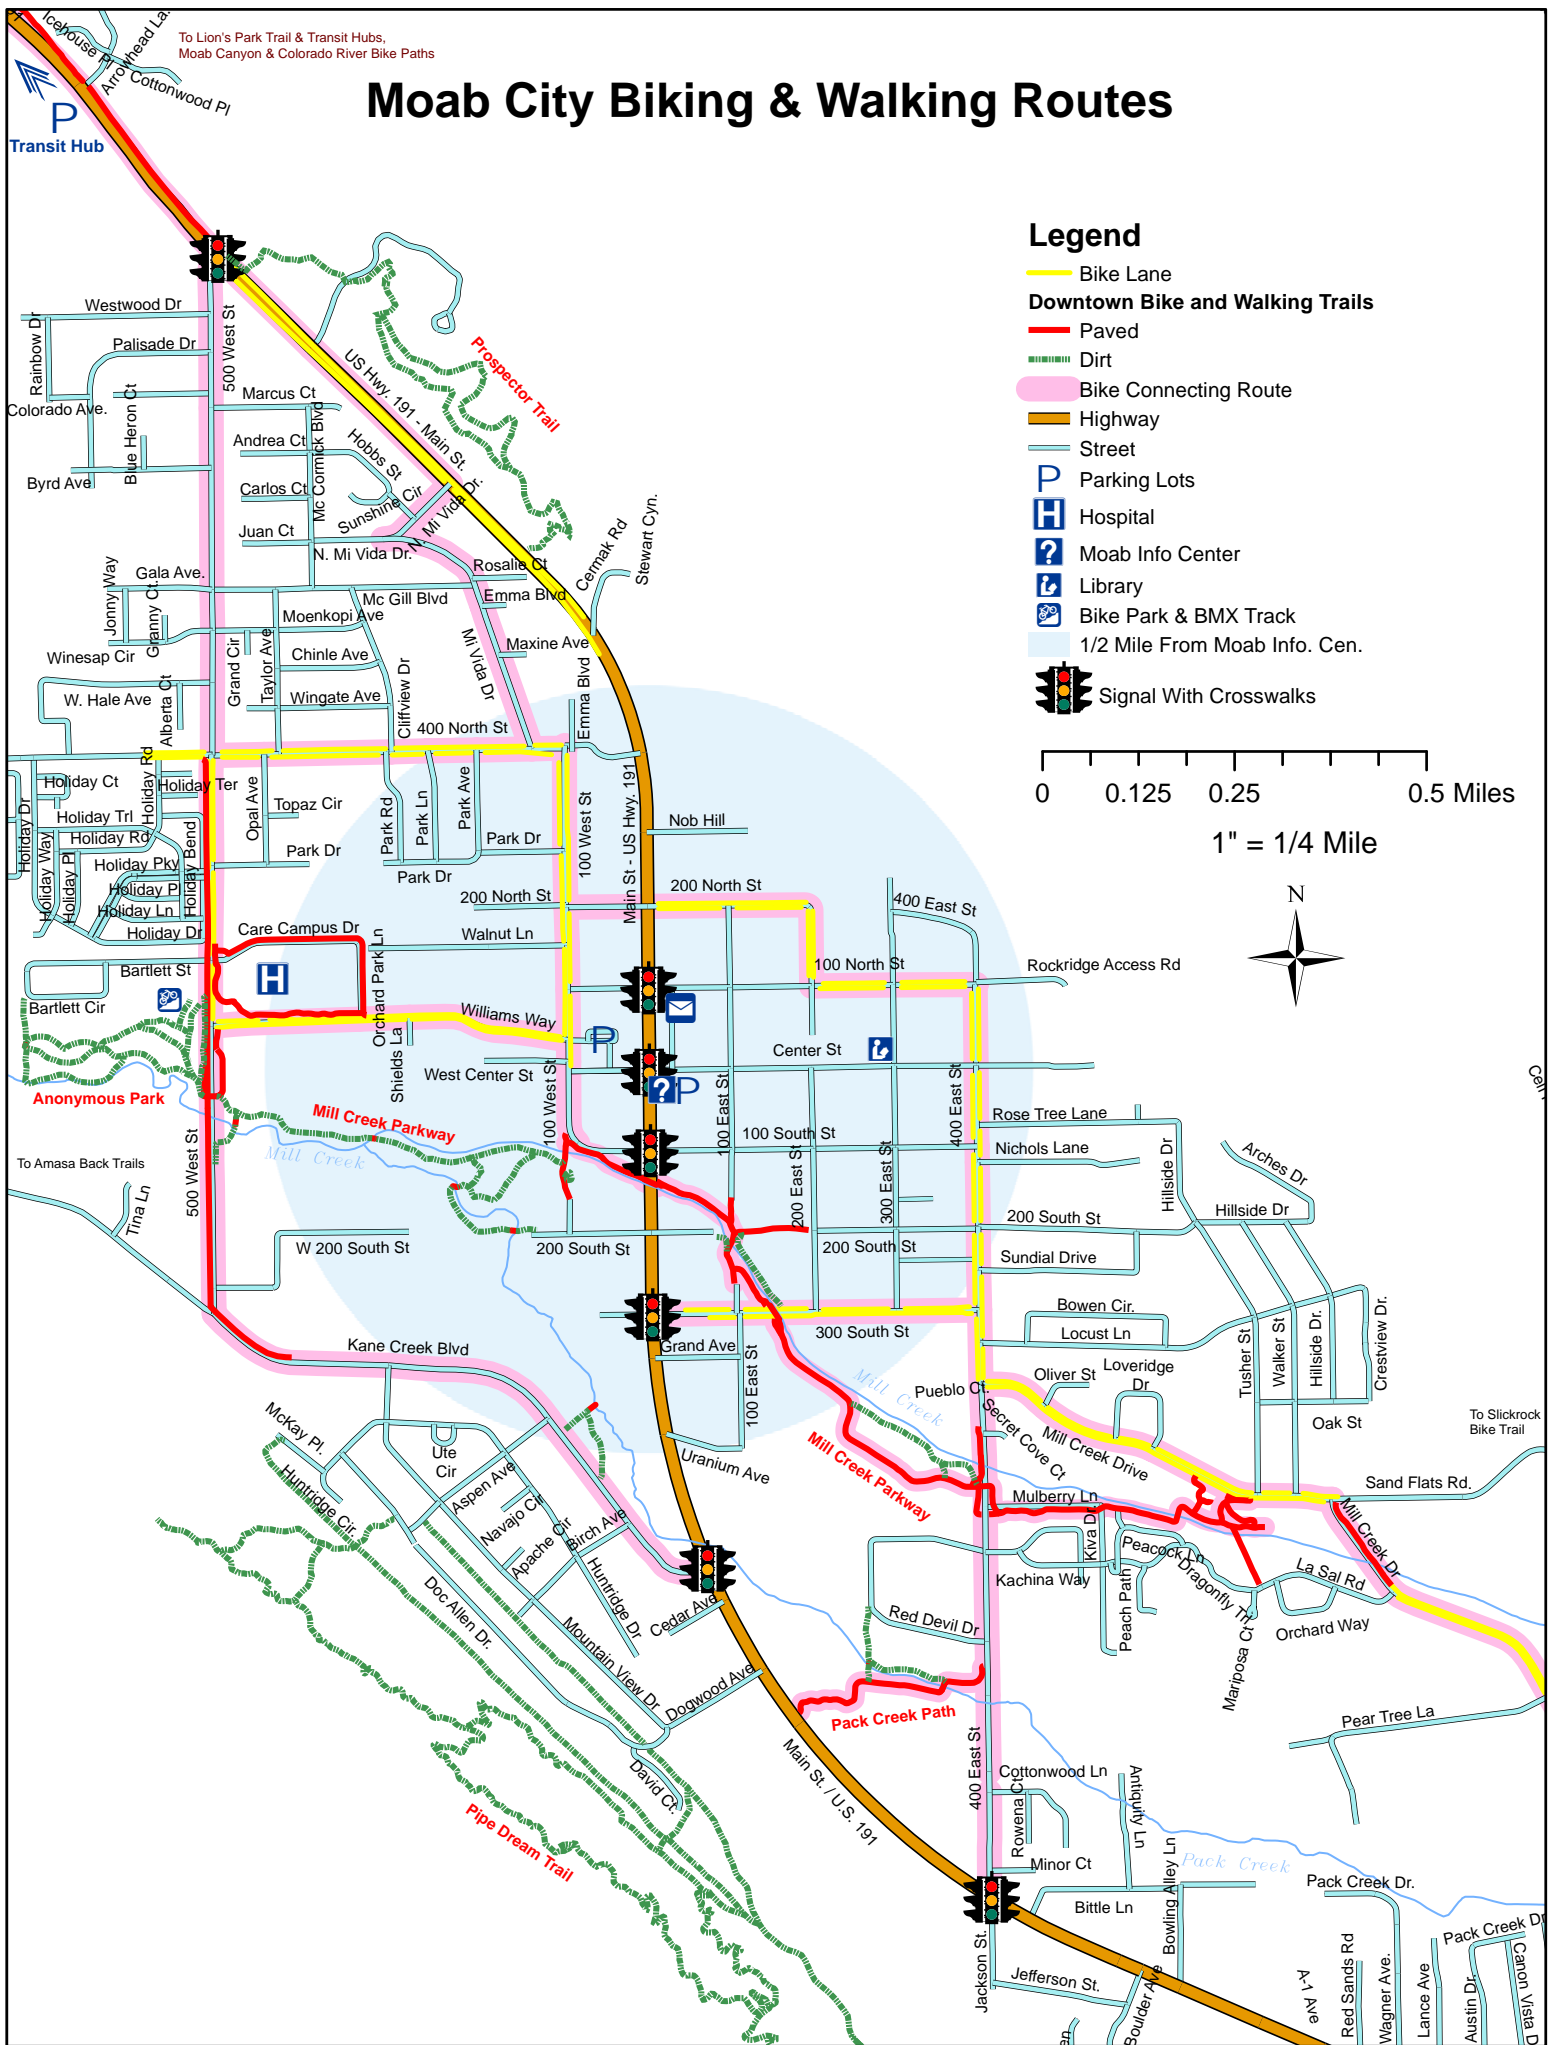 Icehouse Pl
Arrowhead La.
Cottonwood Pl
To Lion's Park Trail & Transit Hubs,
Moab Canyon & Colorado River Bike Paths
Moab City Biking & Walking Routes
P
Transit Hub
Legend
Bike Lane
Downtown Bike and Walking Trails
Paved
Dirt
Bike Connecting Route
Highway
Street
P
Parking Lots
H
Hospital
?
Moab Info Center
Library
Bike Park & BMX Track
1/2 Mile From Moab Info. Cen.
Signal With Crosswalks
0
0.125
0.25
0.5 Miles
1" = 1/4 Mile
N
Westwood Dr
Rainbow Dr
Palisade Dr
500 West St
Colorado Ave.
Blue Heron Ct
Byrd Ave
Marcus Ct
Mc Cormick Blvd
Andrea Ct
Hobbs St
Carlos Ct
Sunshine Cir
Juan Ct
N. Mi Vida Dr.
N. Mi Vida Dr.
US Hwy. 191 - Main St.
Prospector Trail
Cermak Rd
Stewart Cyn.
Rosalie Ct
Emma Blvd
Maxine Ave
Mi Vida Dr
Emma Blvd
Gala Ave.
Jonny Way
Granny Ct.
Winesap Cir
Mc Gill Blvd
Moenkopi Ave
Grand Cir
Taylor Ave
Chinle Ave
Wingate Ave
Cliffview Dr
W. Hale Ave
Alberta Ct
400 North St
Holiday Rd
Holiday Ct
Holiday Ter
Holiday Dr
Holiday Trl
Holiday Rd
Holiday Way
Holiday Pl
Holiday Pky
Holiday Pl
Holiday Ln
Holiday Dr
Holiday Bend
Opal Ave
Topaz Cir
Park Dr
Park Rd
Park Ln
Park Ave
Park Dr
Park Dr
100 West St
Main St - US Hwy. 191
Nob Hill
200 North St
200 North St
400 East St
Walnut Ln
Care Campus Dr
Orchard Park Ln
H
Bartlett St
Bartlett Cir
100 North St
Rockridge Access Rd
Williams Way
Shields La
West Center St
P
Center St
? P
100 West St
100 East St
100 South St
200 East St
300 East St
400 East St
Rose Tree Lane
Nichols Lane
Hillside Dr
Arches Dr
Hillside Dr
200 South St
Sundial Drive
200 South St
200 South St
W 200 South St
Anonymous Park
Mill Creek Parkway
Mill Creek
To Amasa Back Trails
Tina Ln
500 West St
Kane Creek Blvd
Grand Ave
300 South St
100 East St
Uranium Ave
Bowen Cir.
Locust Ln
Tusher St
Walker St
Hillside Dr.
Crestview Dr.
Oak St
Oliver St
Loveridge
Dr
Pueblo Ct.
Secret Cove Ct
Mill Creek Drive
Mill Creek
Mill Creek Parkway
To Slickrock
Bike Trail
Sand Flats Rd.
Mill Creek Dr
Mulberry Ln
Kiva Dr
Peacock Ln
Kachina Way
Peach Path
Dragonfly Trl
Mariposa Ct
La Sal Rd
Orchard Way
Red Devil Dr
Pack Creek Path
Pear Tree La
McKay Pl.
Huntridge Cir.
Ute
Cir
Aspen Ave
Navajo Cir
Apache Cir
Birch Ave
Huntridge Dr
Cedar Ave
Doc Allen Dr.
Mountain View Dr
Dogwood Ave
David Ct.
Pipe Dream Trail
Main St. / U.S. 191
400 East St
Cottonwood Ln
Rowena Ct
Antiquity Ln
Minor Ct
Bittle Ln
Bowling Alley Ln
Pack Creek
Pack Creek Dr.
Pack Creek Dr
Jackson St.
Jefferson St.
Boulder Ave
A-1 Ave
Red Sands Rd
Wagner Ave.
Lance Ave
Austin Dr.
Canon Vista D